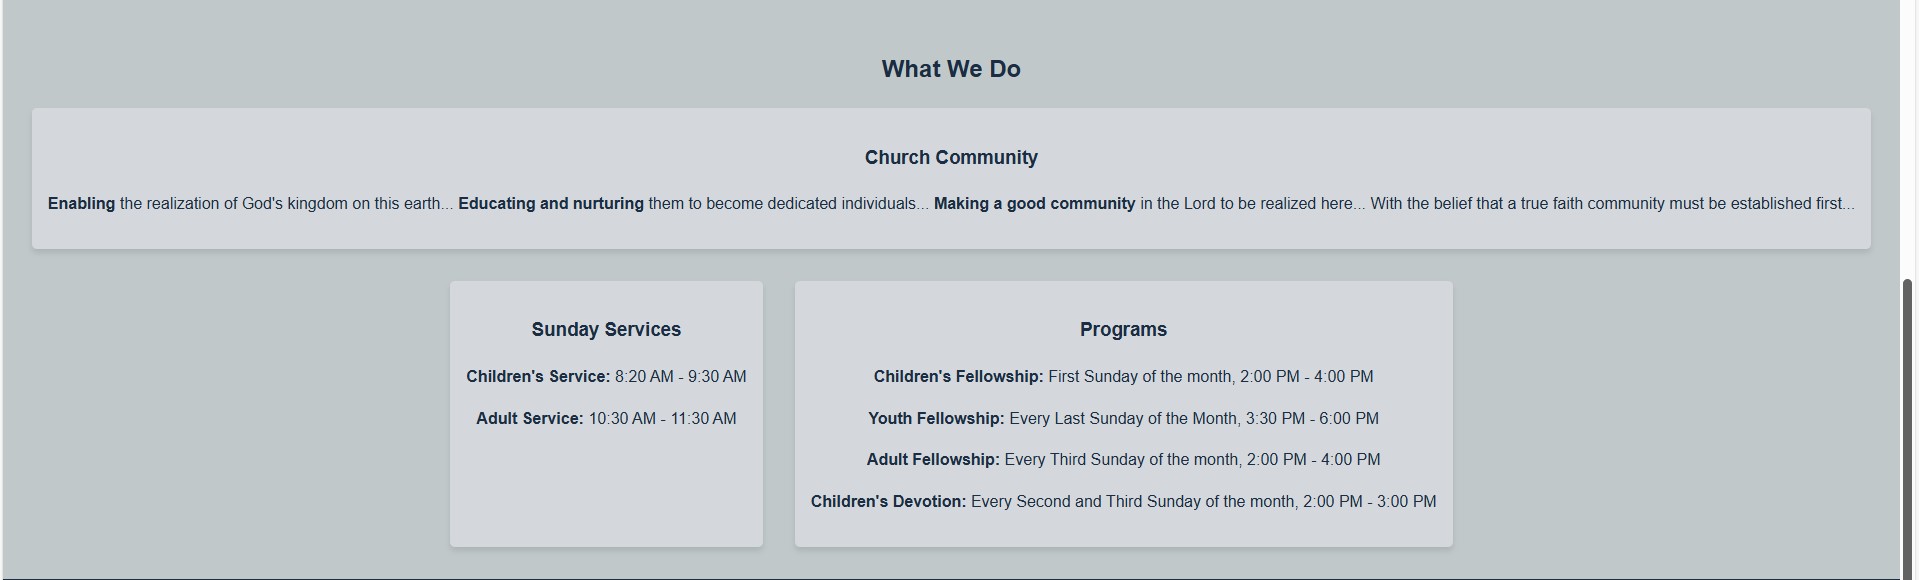 What We Do
Church Community
Enabling the realization of God's kingdom on this earth... Educating and nurturing them to become dedicated individuals... Making a good community in the Lord to be realized here... With the belief that a true faith community must be established first...
Sunday Services
Children's Service: 8:20 AM - 9:30 AM
Adult Service: 10:30 AM - 11:30 AM
Programs
Children's Fellowship: First Sunday of the month, 2:00 PM - 4:00 PM
Youth Fellowship: Every Last Sunday of the Month, 3:30 PM - 6:00 PM
Adult Fellowship: Every Third Sunday of the month, 2:00 PM - 4:00 PM
Children's Devotion: Every Second and Third Sunday of the month, 2:00 PM - 3:00 PM